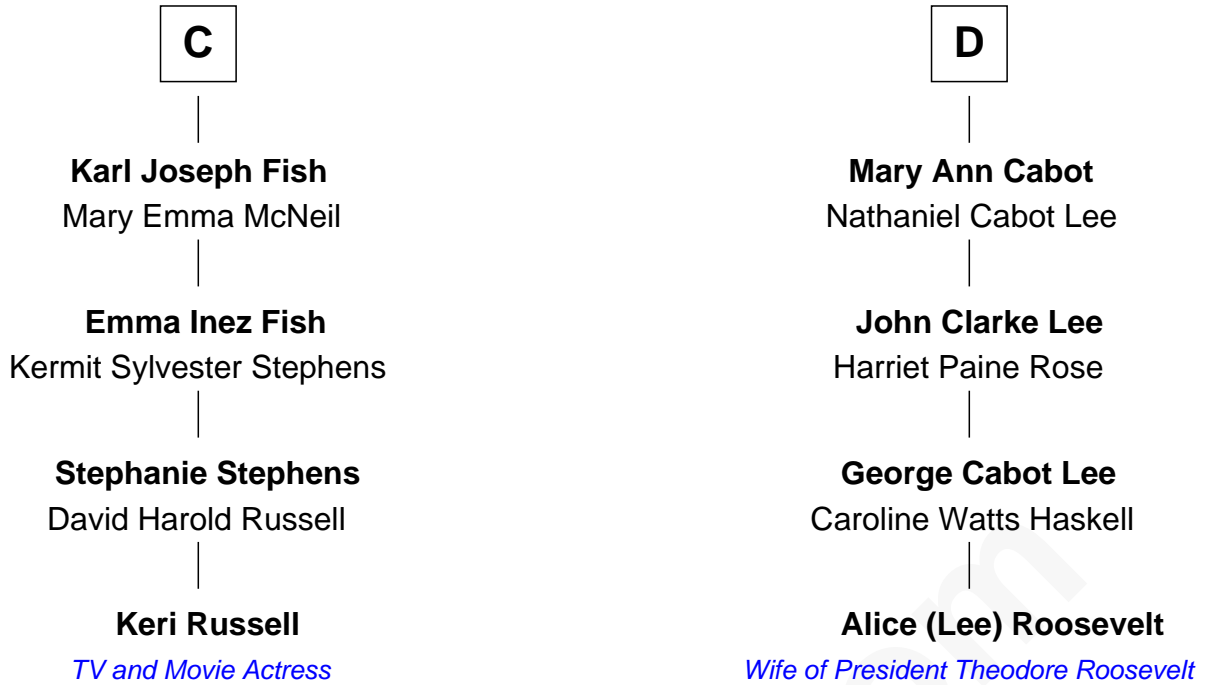 C
Karl Joseph Fish
Mary Emma McNeil
Emma Inez Fish
Kermit Sylvester Stephens
Stephanie Stephens
David Harold Russell
Keri Russell
TV and Movie Actress
D
Mary Ann Cabot
Nathaniel Cabot Lee
John Clarke Lee
Harriet Paine Rose
George Cabot Lee
Caroline Watts Haskell
Alice (Lee) Roosevelt
Wife of President Theodore Roosevelt